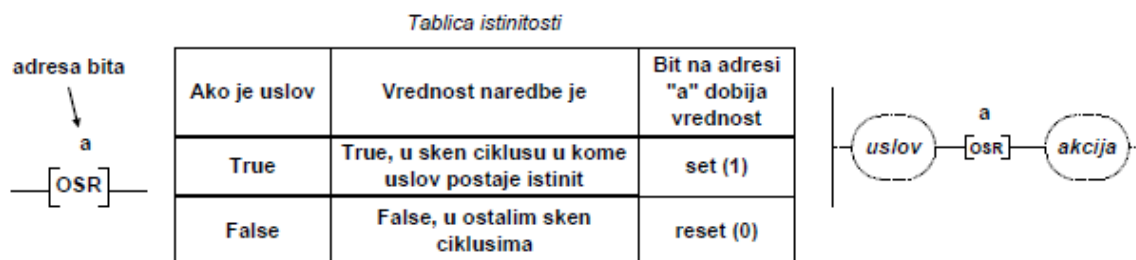 Tablica istinitosti
adresa bita
a
OSR
Ako je uslov
Vrednost naredbe je
Bit na adresi
"a" dobija
vrednost
True
True, u sken ciklusu u kome
uslov postaje istinit
set (1)
False
False, u ostalim sken
ciklusima
reset (0)
a
uslov
OSR
akcija